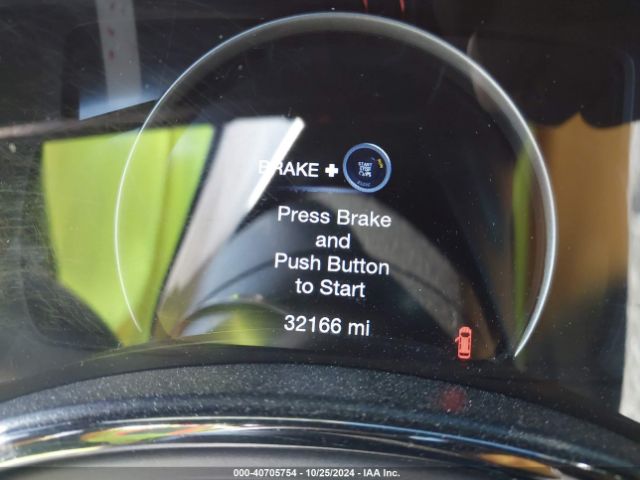 BRAKE +
START
STOP
Press Brake
and
Push Button
to Start
32166 mi
000-40705754 - 10/25/2024 - IAA Inc.